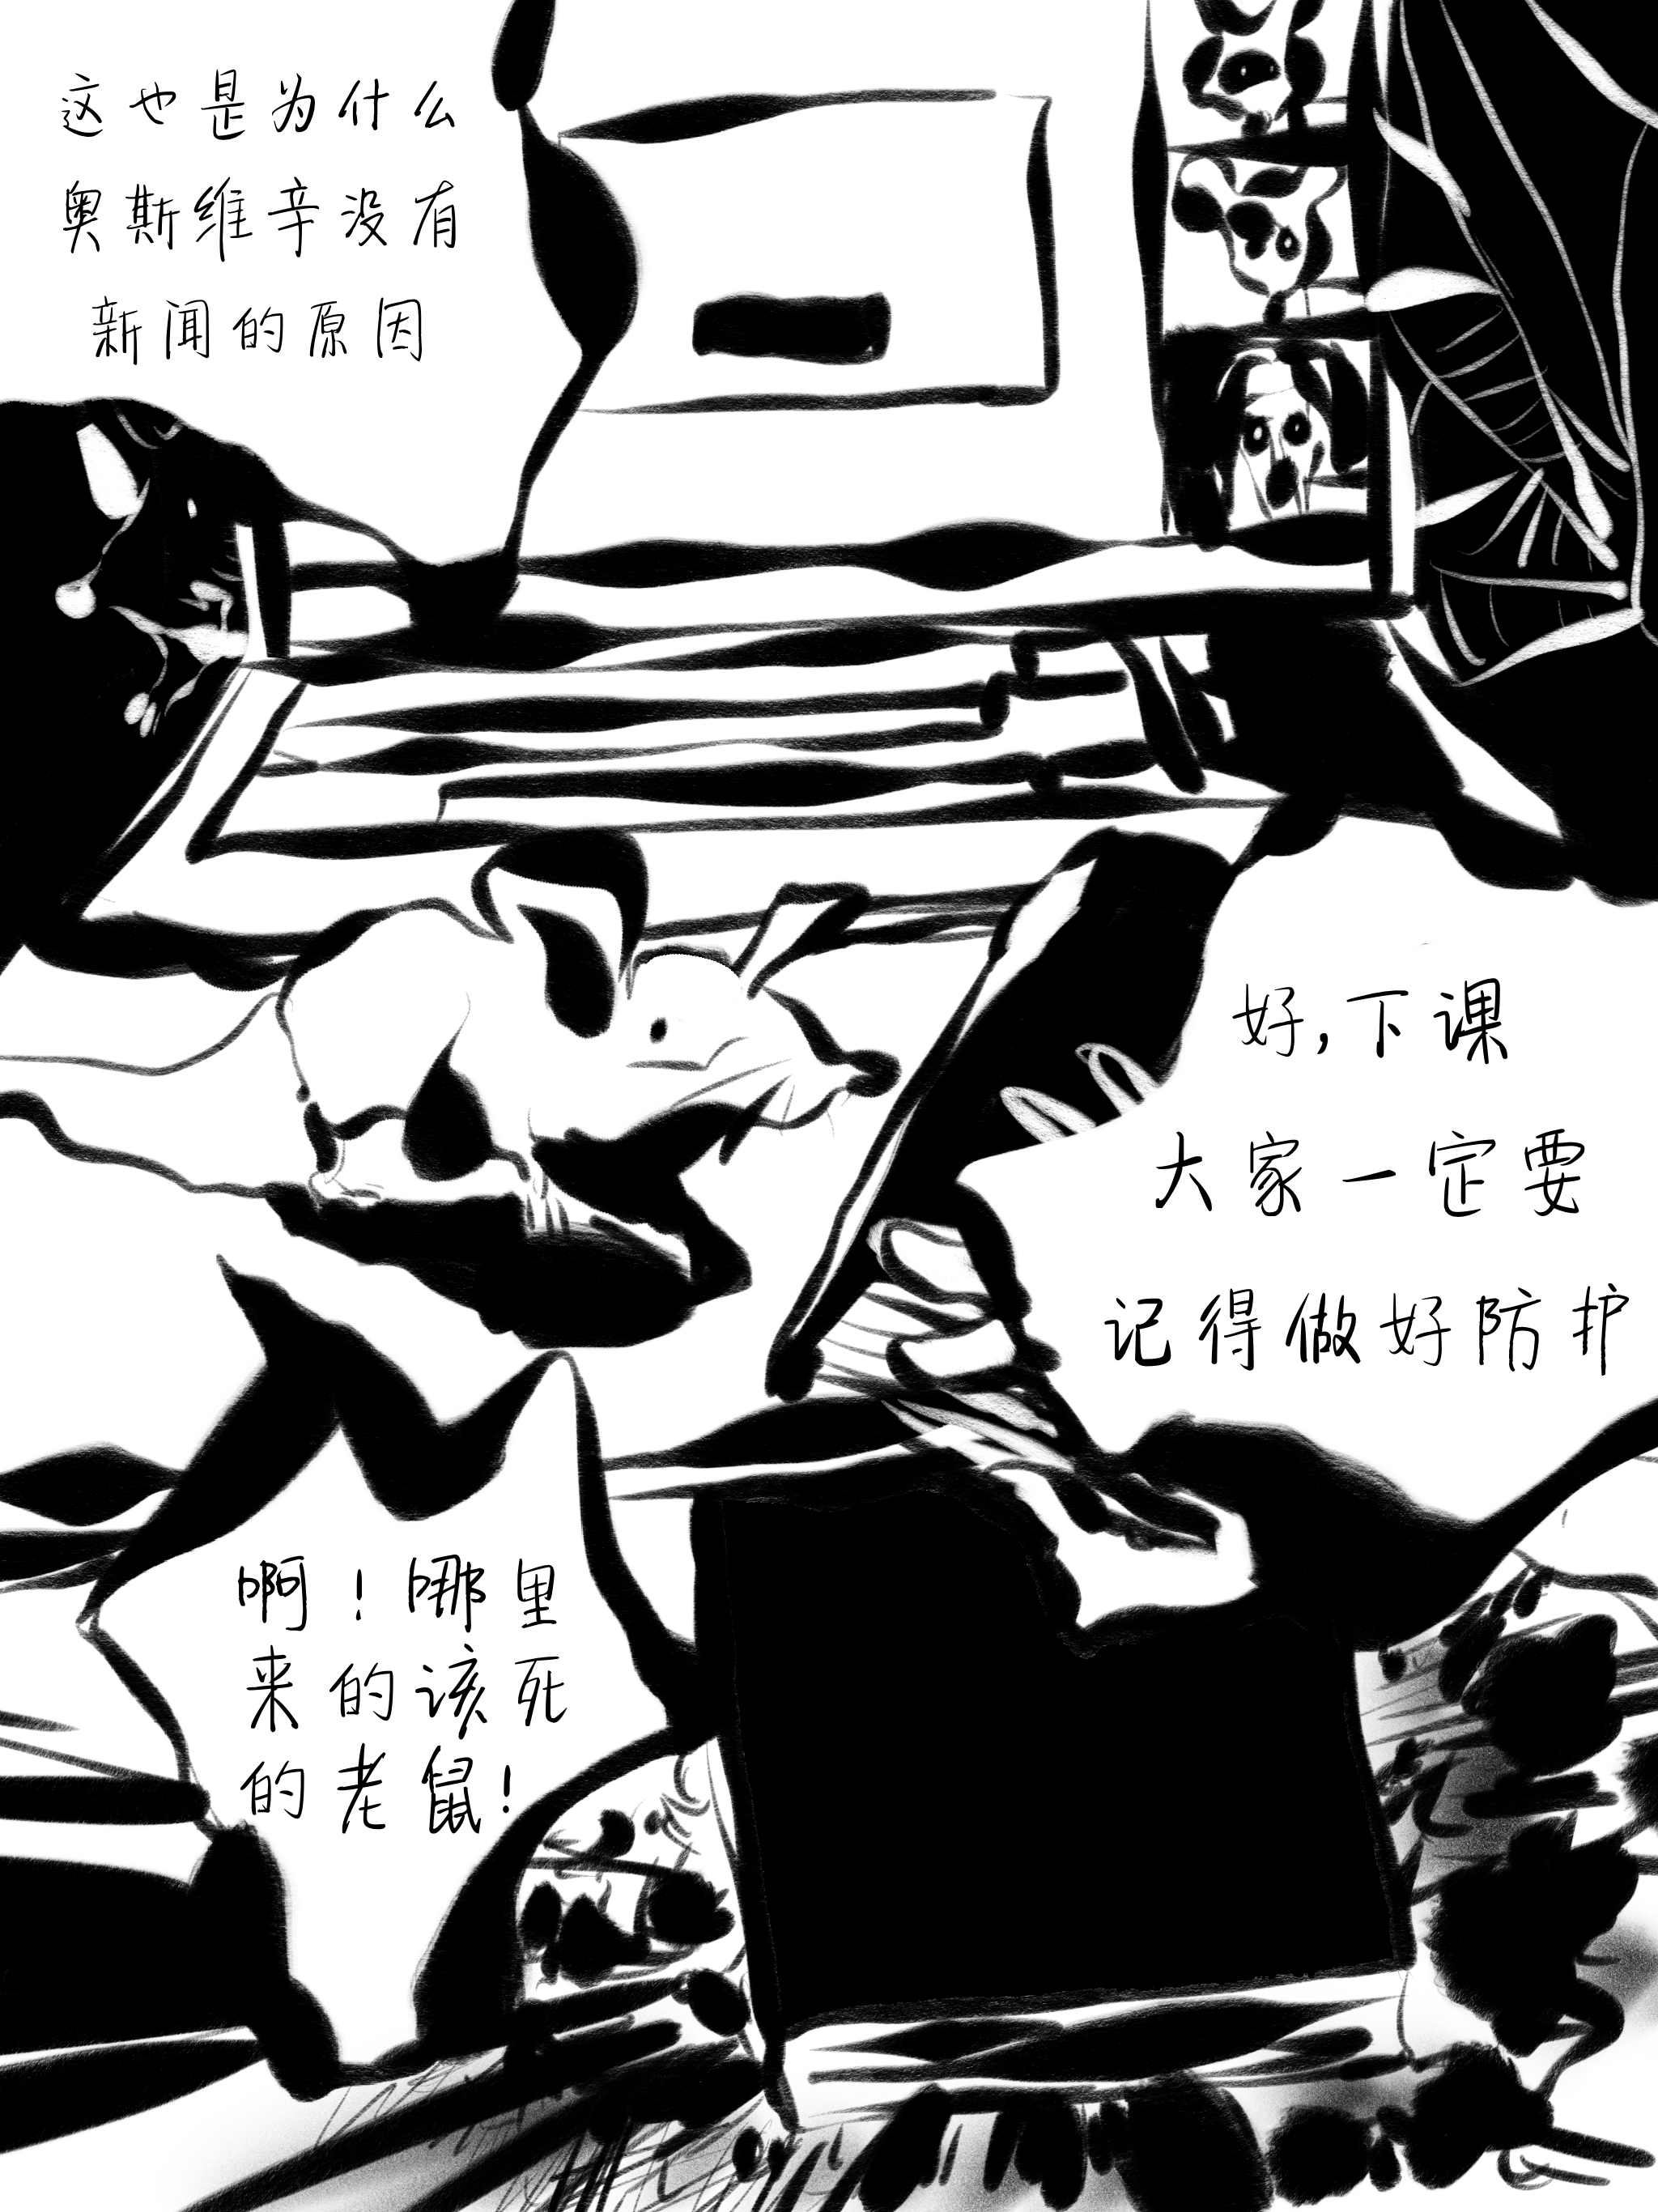 这也是为什么
奥斯维辛没有
新闻的原因
好，下课
大家一定要
记得做好防护
啊！哪里
来的该死
的老鼠！